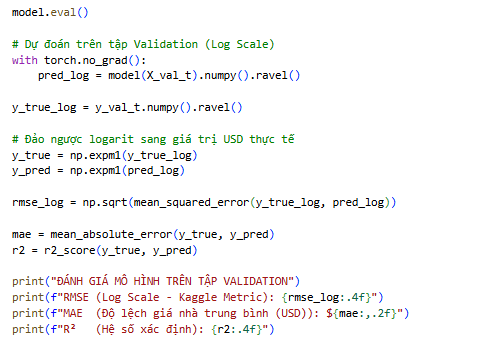 model.eval()

# Dự đoán trên tập Validation (Log Scale)
with torch.no_grad():
    pred_log = model(X_val_t).numpy().ravel()

y_true_log = y_val_t.numpy().ravel()

# Đảo ngược logarit sang giá trị USD thực tế
y_true = np.expm1(y_true_log)
y_pred = np.expm1(pred_log)

rmse_log = np.sqrt(mean_squared_error(y_true_log, pred_log))

mae = mean_absolute_error(y_true, y_pred)
r2 = r2_score(y_true, y_pred)

print("ĐÁNH GIÁ MÔ HÌNH TRÊN TẬP VALIDATION")
print(f"RMSE (Log Scale - Kaggle Metric): {rmse_log:.4f}")
print(f"MAE  (Độ lệch giá nhà trung bình (USD)): ${mae:,.2f}")
print(f"R²   (Hệ số xác định): {r2:.4f}")